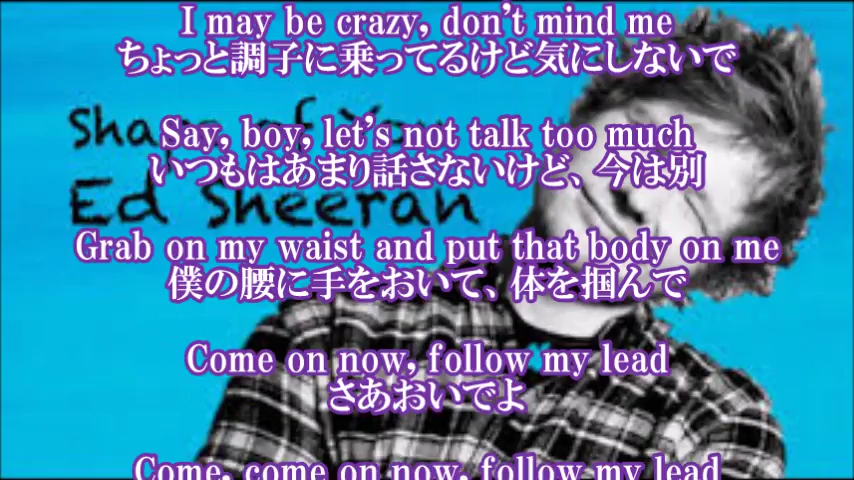 I may be crazy, don't mind me
ちょっと調子に乗ってるけど気にしないで
Shape of You
Say, boy, let's not talk too much
いつもはあまり話さないけど、今は別
Ed Sheeran
Grab on my waist and put that body on me
僕の腰に手をおいて、体を掴んで
Come on now, follow my lead
さあおいでよ
Come, come on now, follow my lead